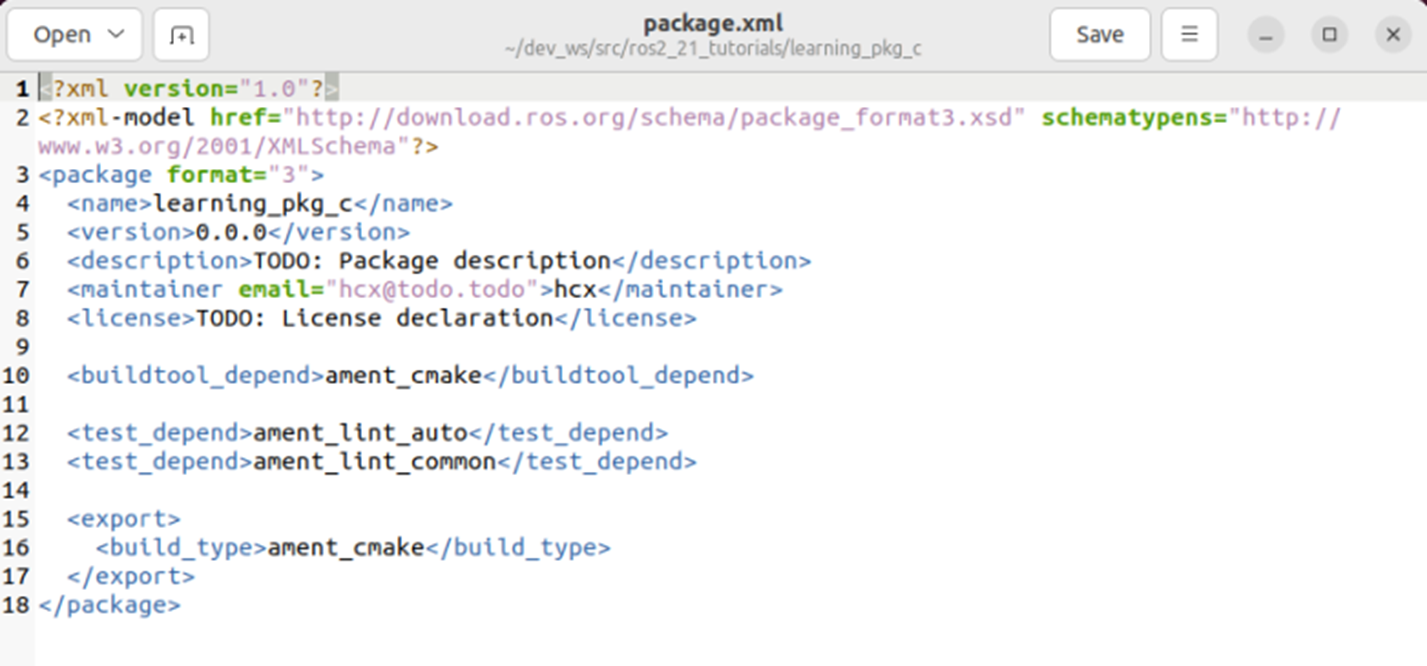 Open
package.xml
~/dev_ws/src/ros2_21_tutorials/learning_pkg_c
Save
1 <?xml version="1.0"?>
2 <?xml-model href="http://download.ros.org/schema/package_format3.xsd" schematypens="http://
www.w3.org/2001/XMLSchema"?>
3 <package format="3">
4   <name>learning_pkg_c</name>
5   <version>0.0.0</version>
6   <description>TODO: Package description</description>
7   <maintainer email="hcx@todo.todo">hcx</maintainer>
8   <license>TODO: License declaration</license>
9
10   <buildtool_depend>ament_cmake</buildtool_depend>
11
12   <test_depend>ament_lint_auto</test_depend>
13   <test_depend>ament_lint_common</test_depend>
14
15   <export>
16     <build_type>ament_cmake</build_type>
17   </export>
18 </package>